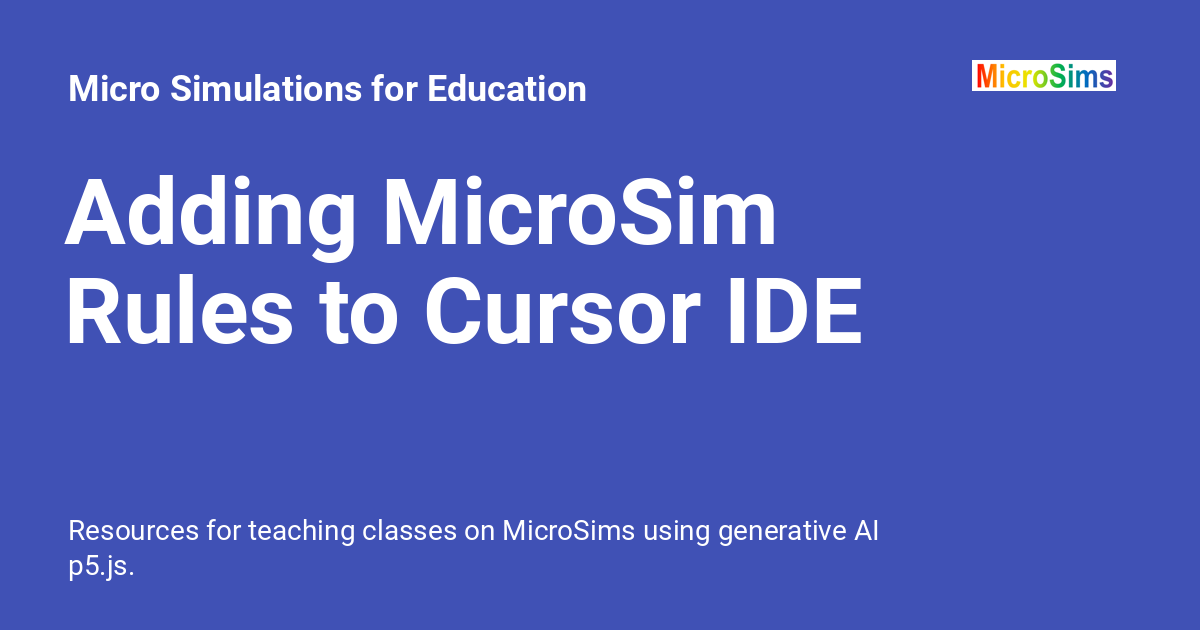 Micro Simulations for Education
MicroSims
Adding MicroSim
Rules to Cursor IDE
Resources for teaching classes on MicroSims using generative AI
p5.js.